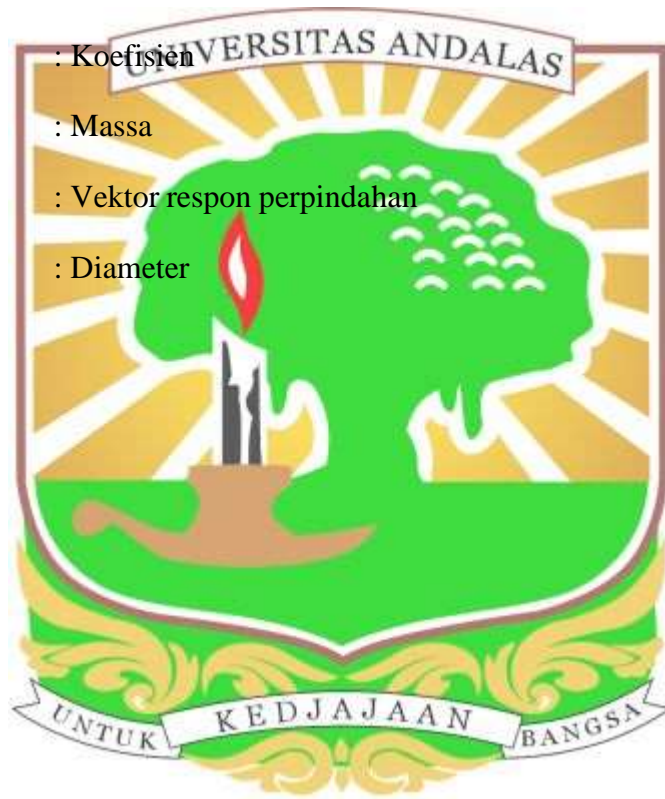 UNIVERSITAS ANDALAS
: Koefisien
: Massa
: Vektor respon perpindahan
: Diameter
UNTUK KEDJAJAAN BANGSA